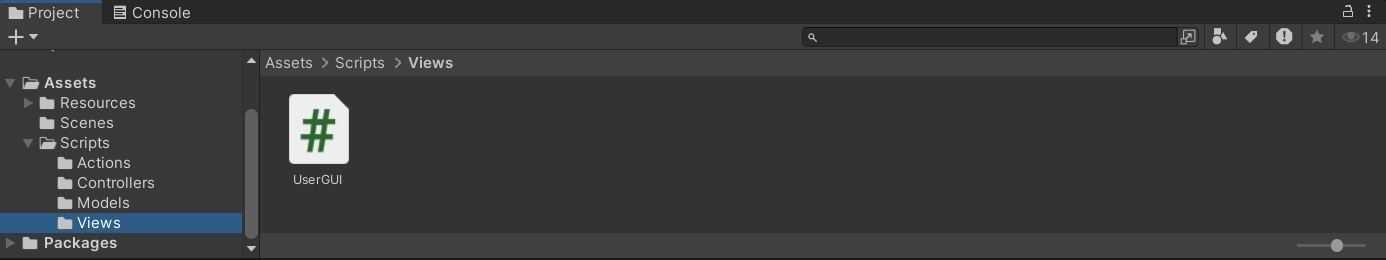 Project
Console
14
Assets
Resources
Scenes
Scripts
Actions
Controllers
Models
Views
Packages
Assets > Scripts > Views
#
UserGUI